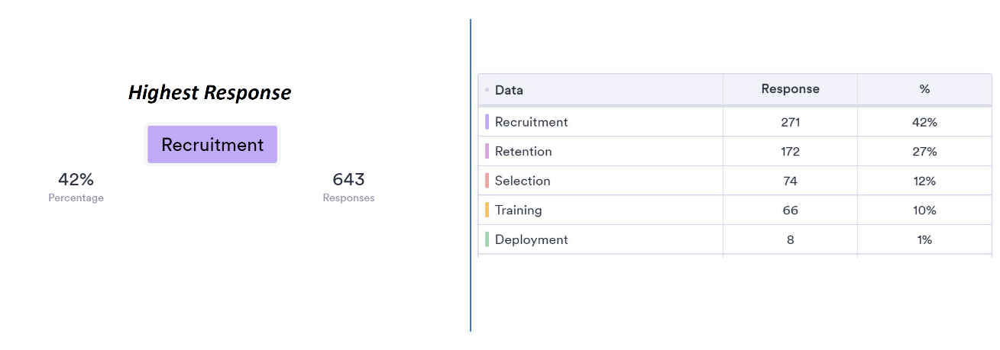 Highest Response
Recruitment
42%
Percentage
643
Responses
Data Response %
Recruitment 271 42%
Retention 172 27%
Selection 74 12%
Training 66 10%
Deployment 8 1%